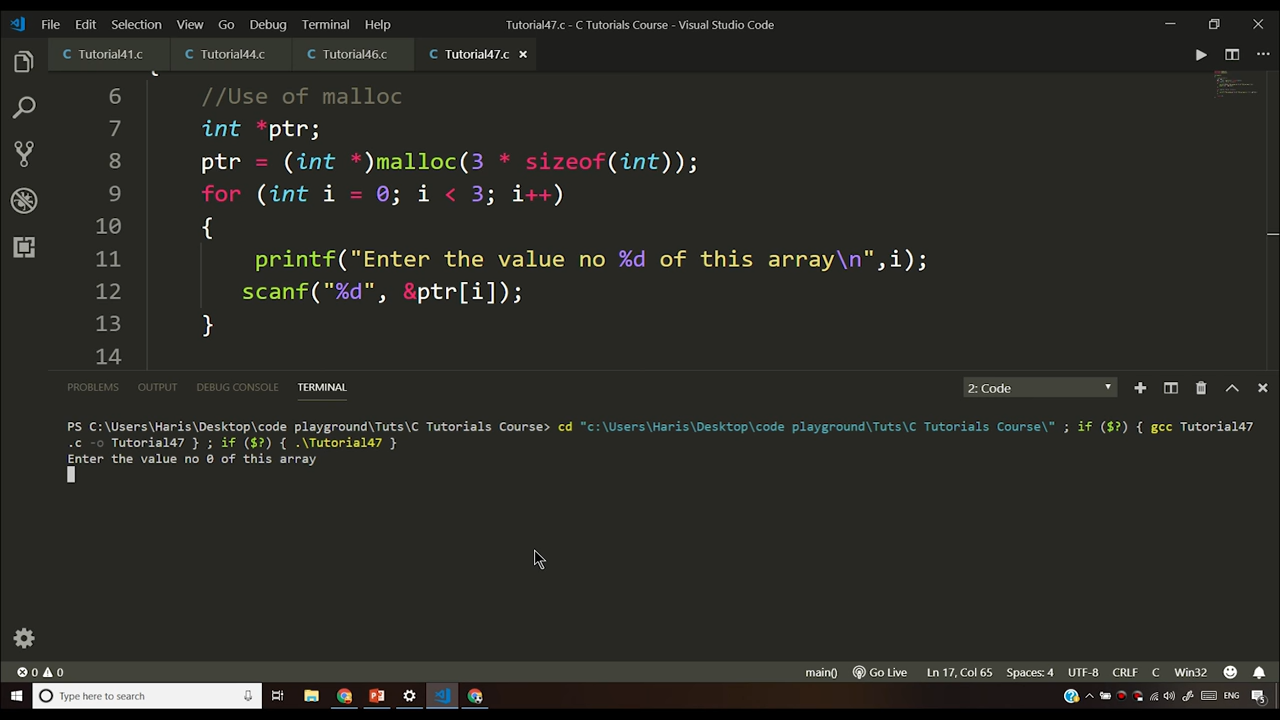 File Edit Selection View Go Debug Terminal Help Tutorial47.c - C Tutorials Course - Visual Studio Code
C Tutorial41.c C Tutorial44.c C Tutorial46.c C Tutorial47.c
6 //Use of malloc
7 int *ptr;
8 ptr = (int *)malloc(3 * sizeof(int));
9 for (int i = 0; i < 3; i++)
10 {
11 printf("Enter the value no %d of this array\n",i);
12 scanf("%d", &ptr[i]);
13 }
14
PROBLEMS OUTPUT DEBUG CONSOLE TERMINAL 2: Code
PS C:\Users\Haris\Desktop\code playground\Tuts\C Tutorials Course> cd "c:\Users\Haris\Desktop\code playground\Tuts\C Tutorials Course\" ; if ($?) { gcc Tutorial47
.c -o Tutorial47 } ; if ($?) { .\Tutorial47 }
Enter the value no 0 of this array
0 0 main() Go Live Ln 17, Col 65 Spaces: 4 UTF-8 CRLF C Win32
Type here to search ENG 5